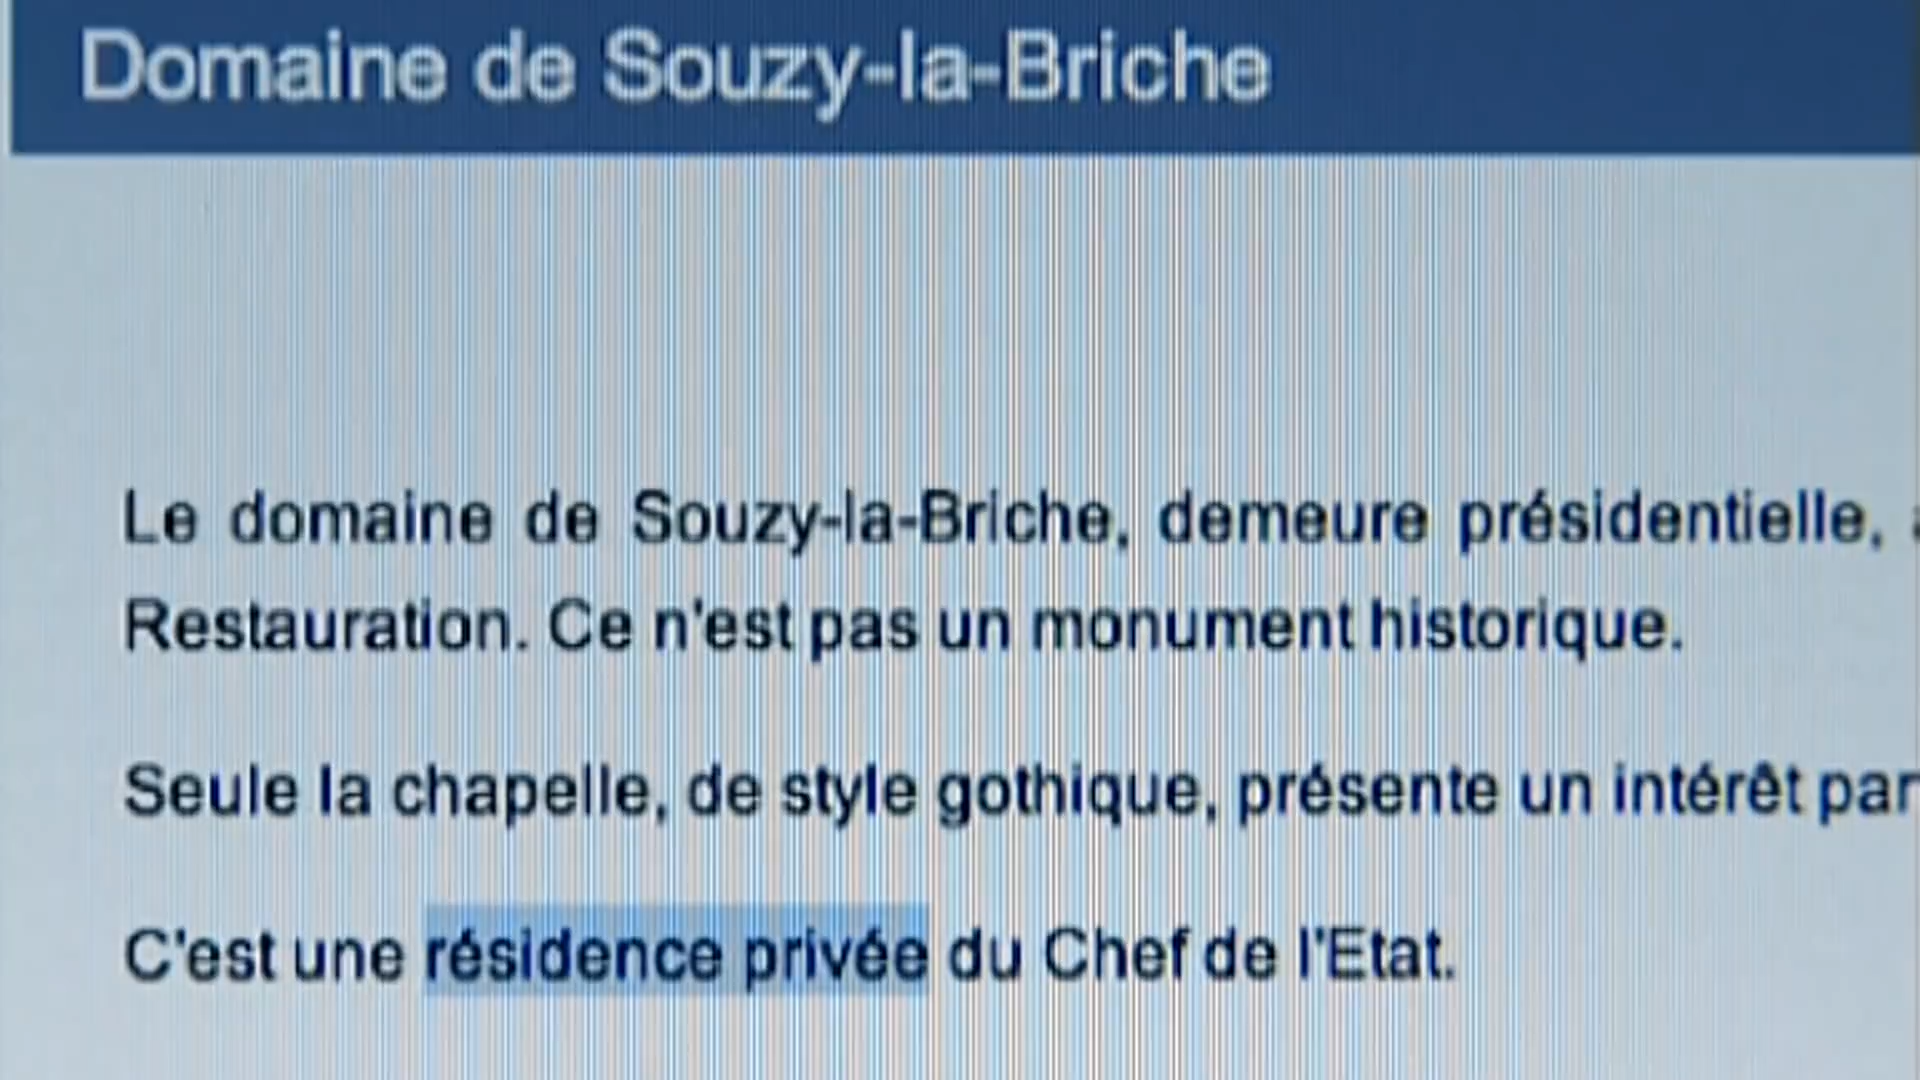 Domaine de Souzy-la-Briche
Le domaine de Souzy-la-Briche, demeure présidentielle,
Restauration. Ce n'est pas un monument historique.
Seule la chapelle, de style gothique, présente un intérêt
C'est une résidence privée du Chef de l'Etat.